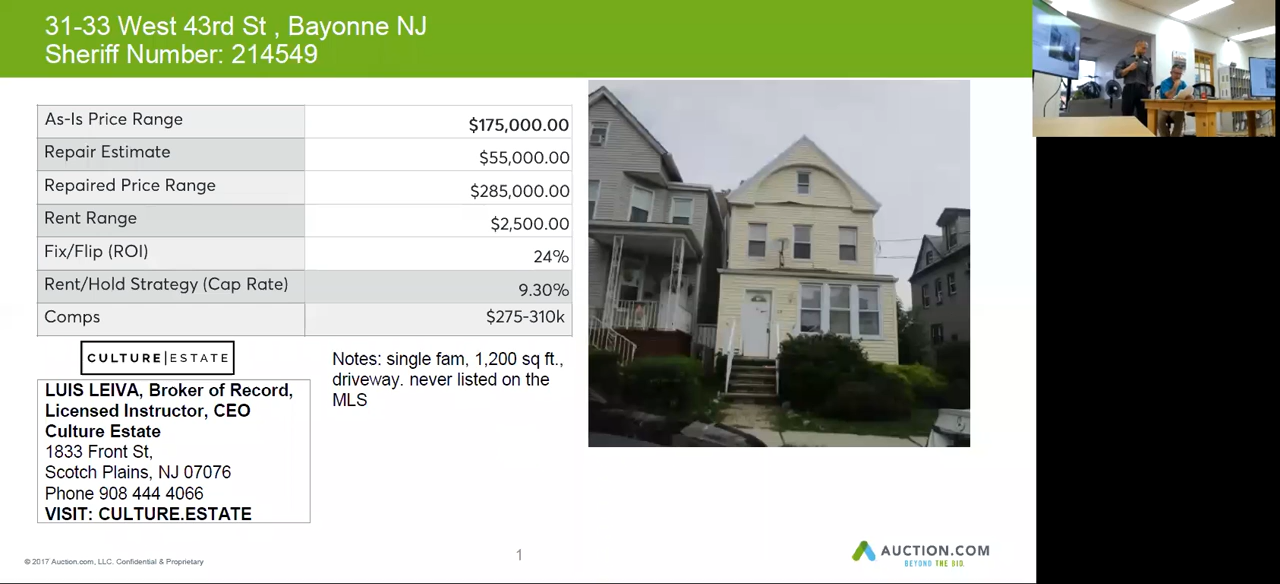 31-33 West 43rd St , Bayonne NJ
Sheriff Number: 214549
As-Is Price Range $175,000.00
Repair Estimate $55,000.00
Repaired Price Range $285,000.00
Rent Range $2,500.00
Fix/Flip (ROI) 24%
Rent/Hold Strategy (Cap Rate) 9.30%
Comps $275-310k
CULTURE|ESTATE
LUIS LEIVA, Broker of Record,
Licensed Instructor, CEO
Culture Estate
1833 Front St,
Scotch Plains, NJ 07076
Phone 908 444 4066
VISIT: CULTURE.ESTATE
Notes: single fam, 1,200 sq ft.,
driveway. never listed on the
MLS
© 2017 Auction.com, LLC. Confidential & Proprietary
1
AUCTION.COM
BEYOND THE BID.